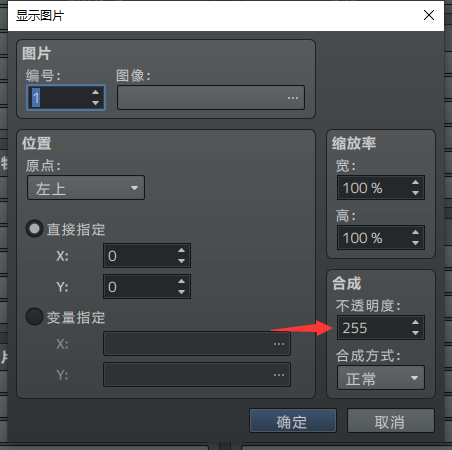 显示图片
图片
编号:
图像:
1
...
位置
原点:
左上
直接指定
X:
0
Y:
0
变量指定
X:
...
Y:
...
缩放率
宽:
100 %
高:
100 %
合成
不透明度:
255
合成方式:
正常
确定
取消